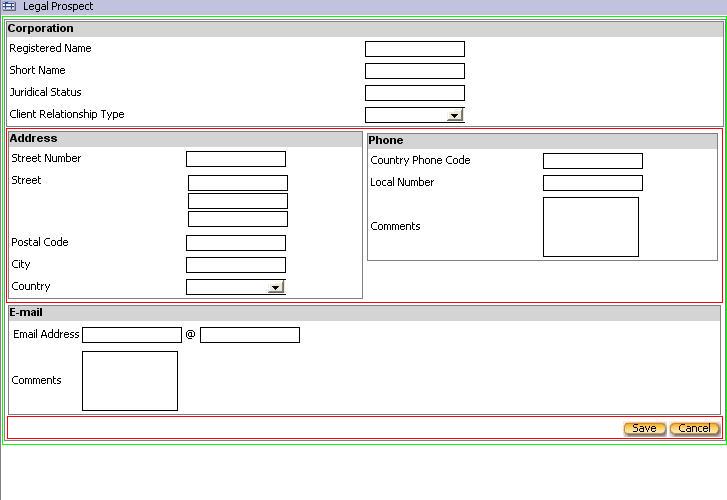 Legal Prospect
Corporation
Registered Name
Short Name
Juridical Status
Client Relationship Type
Address
Street Number
Street
Postal Code
City
Country
Phone
Country Phone Code
Local Number
Comments
E-mail
Email Address @
Comments
Save Cancel